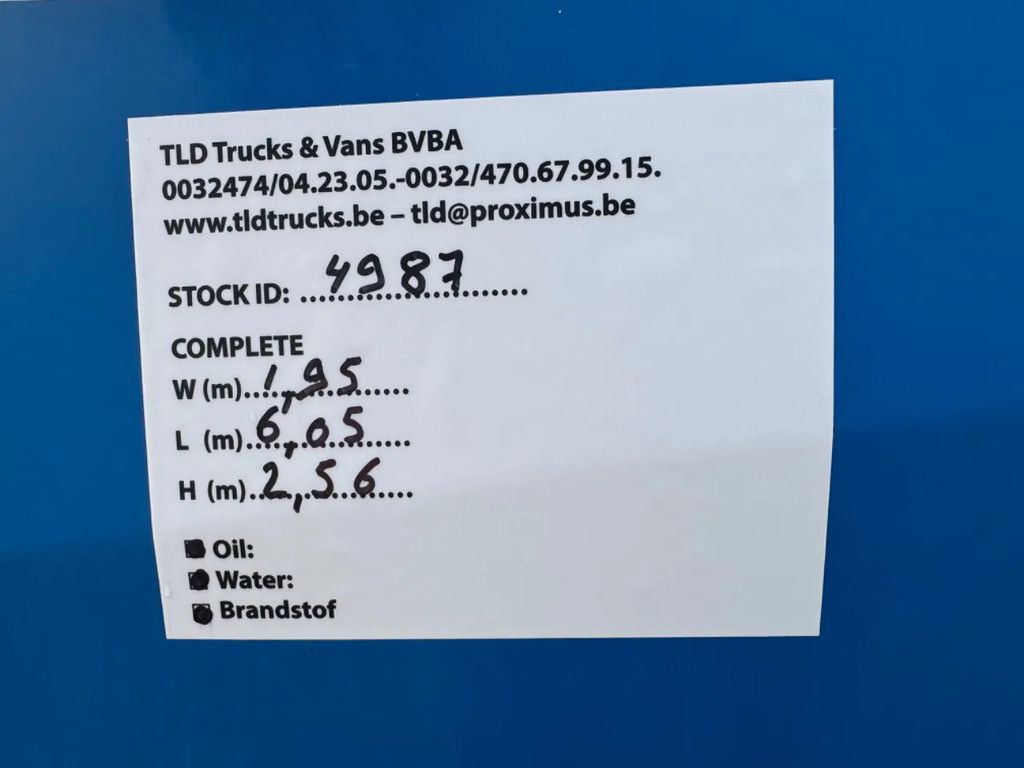 TLD Trucks & Vans BVBA
0032474/04.23.05.-0032/470.67.99.15.
www.tldtrucks.be – tld@proximus.be
STOCK ID: 4987
COMPLETE
W (m) 1,95
L (m) 6,05
H (m) 2,56
Oil:
Water:
Brandstof